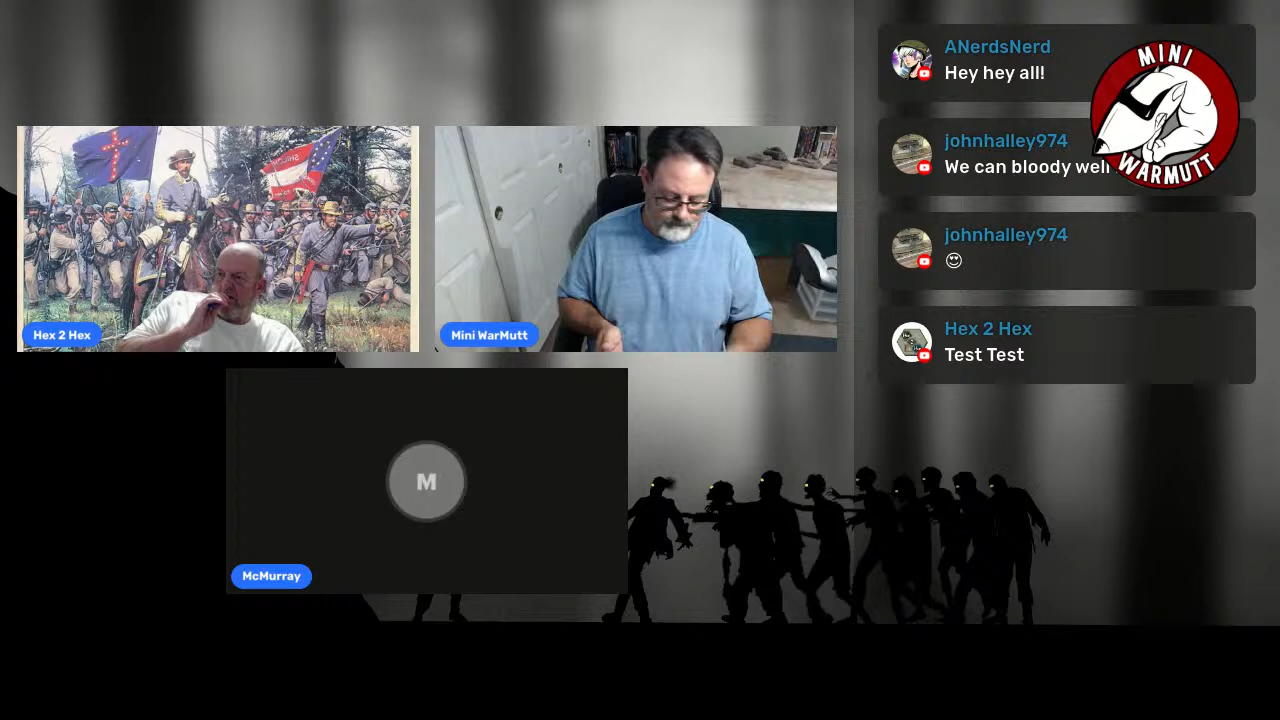 ANerdsNerd
Hey hey all!
MINI
WARMUTT
johnhalley974
We can bloody well
johnhalley974
😍
Hex 2 Hex
Test Test
SHILOH
Hex 2 Hex
Mini WarMutt
M
McMurray